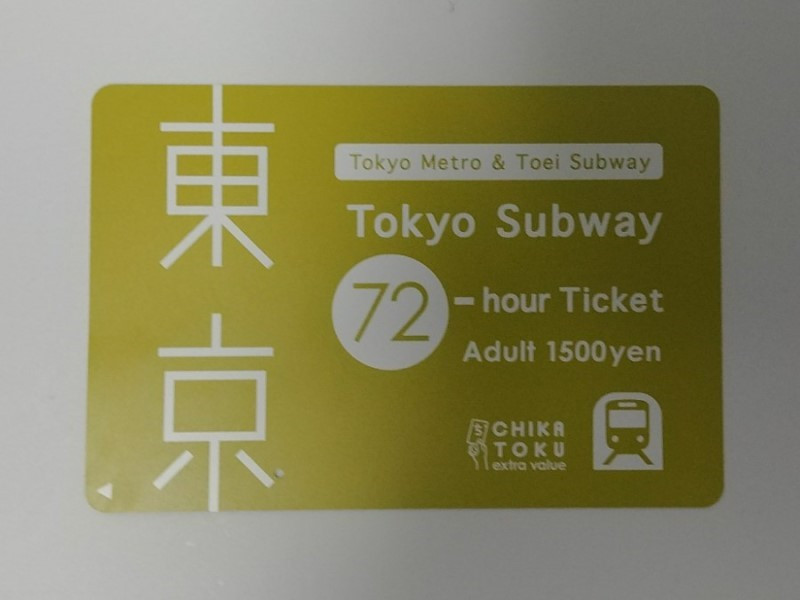 東京
Tokyo Metro & Toei Subway
Tokyo Subway
72-hour Ticket
Adult 1500yen
CHIKA
TOKU
extra value